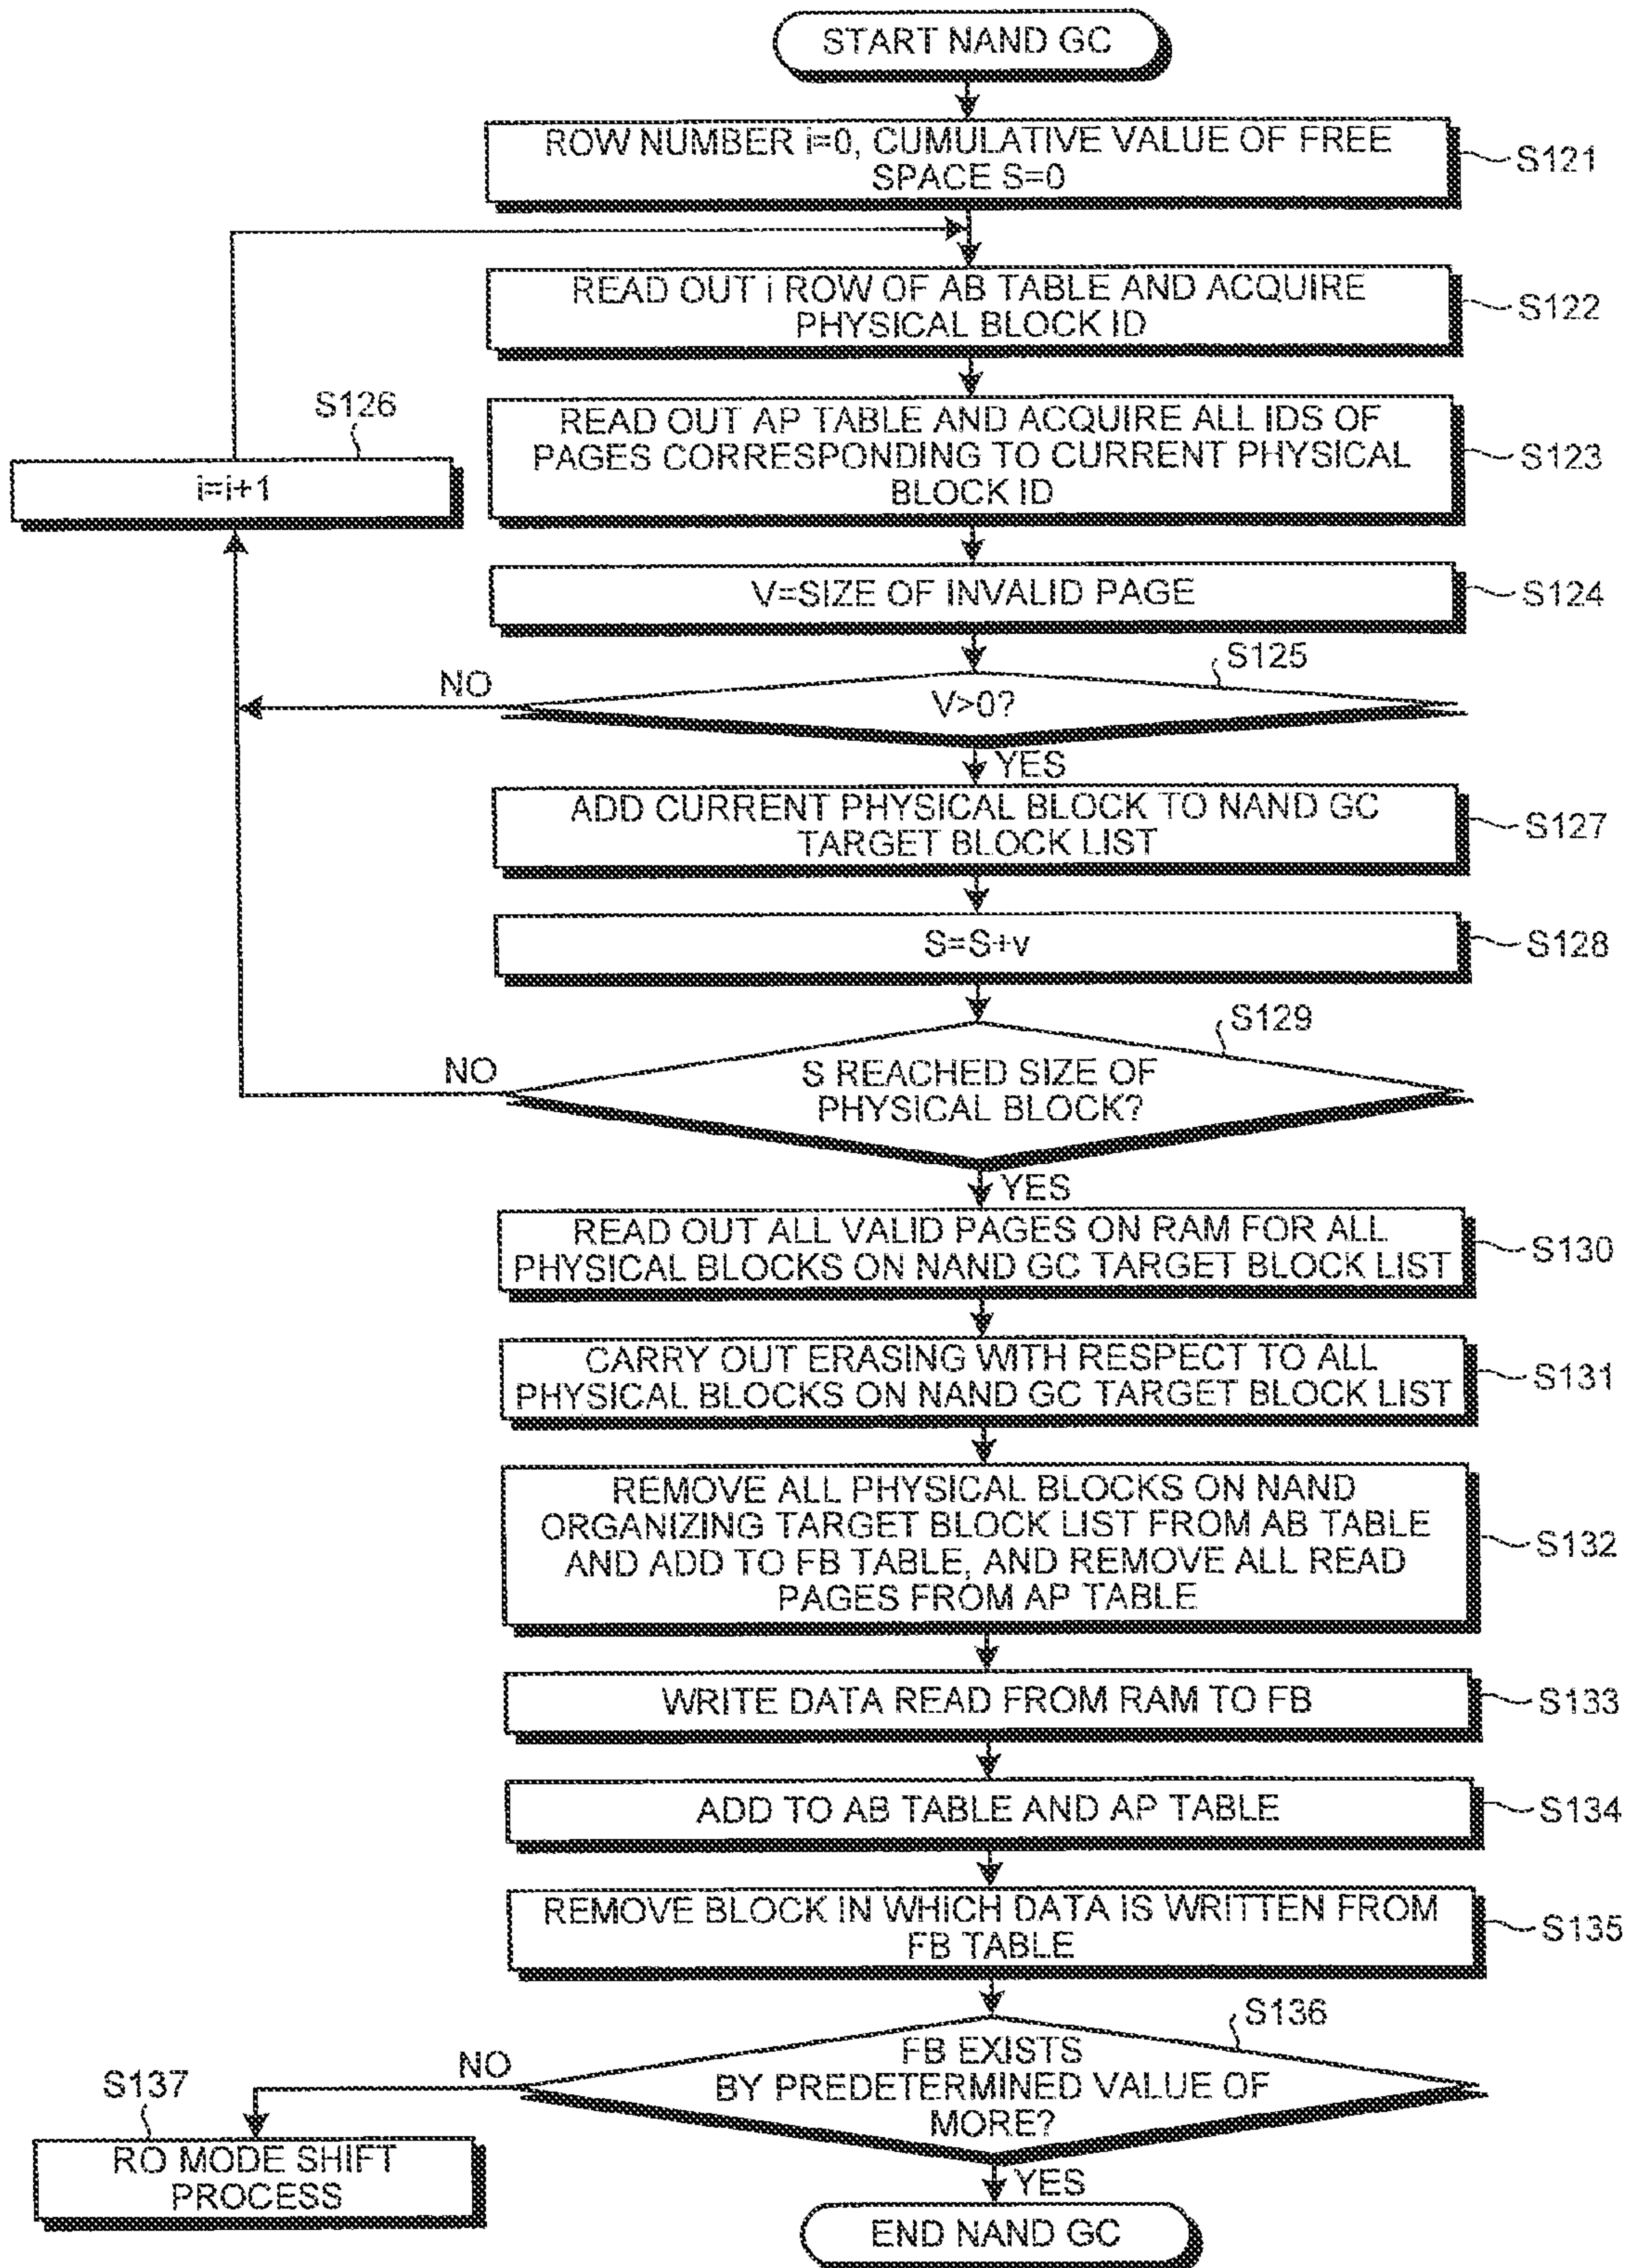 START NAND GC
ROW NUMBER i=0, CUMULATIVE VALUE OF FREE
SPACE S=0
S121
READ OUT i ROW OF AB TABLE AND ACQUIRE
PHYSICAL BLOCK ID
S122
S126
i=i+1
READ OUT AP TABLE AND ACQUIRE ALL IDS OF
PAGES CORRESPONDING TO CURRENT PHYSICAL
BLOCK ID
S123
V=SIZE OF INVALID PAGE
S124
S125
NO
V>0?
YES
ADD CURRENT PHYSICAL BLOCK TO NAND GC
TARGET BLOCK LIST
S127
S=S+v
S128
S129
NO
S REACHED SIZE OF
PHYSICAL BLOCK?
YES
READ OUT ALL VALID PAGES ON RAM FOR ALL
PHYSICAL BLOCKS ON NAND GC TARGET BLOCK LIST
S130
CARRY OUT ERASING WITH RESPECT TO ALL
PHYSICAL BLOCKS ON NAND GC TARGET BLOCK LIST
S131
REMOVE ALL PHYSICAL BLOCKS ON NAND
ORGANIZING TARGET BLOCK LIST FROM AB TABLE
AND ADD TO FB TABLE, AND REMOVE ALL READ
PAGES FROM AP TABLE
S132
WRITE DATA READ FROM RAM TO FB
S133
ADD TO AB TABLE AND AP TABLE
S134
REMOVE BLOCK IN WHICH DATA IS WRITTEN FROM
FB TABLE
S135
S136
NO
FB EXISTS
BY PREDETERMINED VALUE OF
MORE?
YES
S137
RO MODE SHIFT
PROCESS
END NAND GC